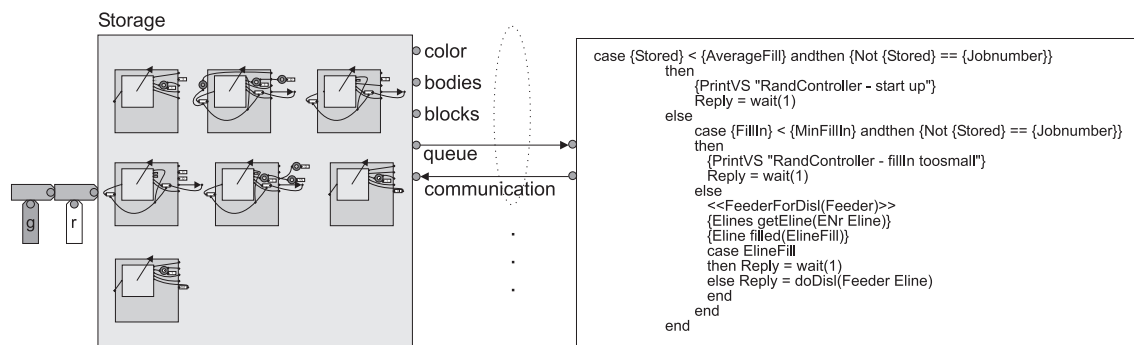 Storage
color
bodies
blocks
queue
communication
g
r
case {Stored} < {AverageFill} andthen {Not {Stored} == {Jobnumber}}
then
{PrintVS "RandController - start up"}
Reply = wait(1)
else
case {FillIn} < {MinFillIn} andthen {Not {Stored} == {Jobnumber}}
then
{PrintVS "RandController - fillIn toosmall"}
Reply = wait(1)
else
<<FeederForDisl(Feeder)>>
{Elines getEline(ENr Eline)}
{Eline filled(ElineFill)}
case ElineFill
then Reply = wait(1)
else Reply = doDisl(Feeder Eline)
end
end
end